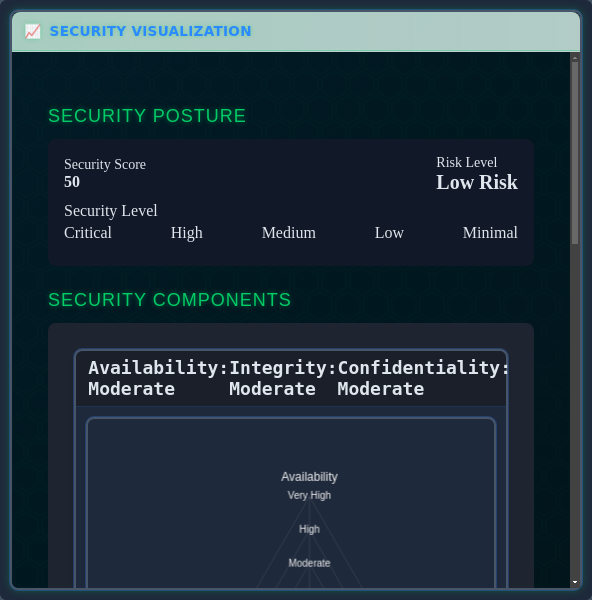 📈 SECURITY VISUALIZATION
SECURITY POSTURE
Security Score
50
Risk Level
Low Risk
Security Level
Critical High Medium Low Minimal
SECURITY COMPONENTS
Availability: Integrity: Confidentiality:
Moderate Moderate Moderate
Availability
Very High
High
Moderate